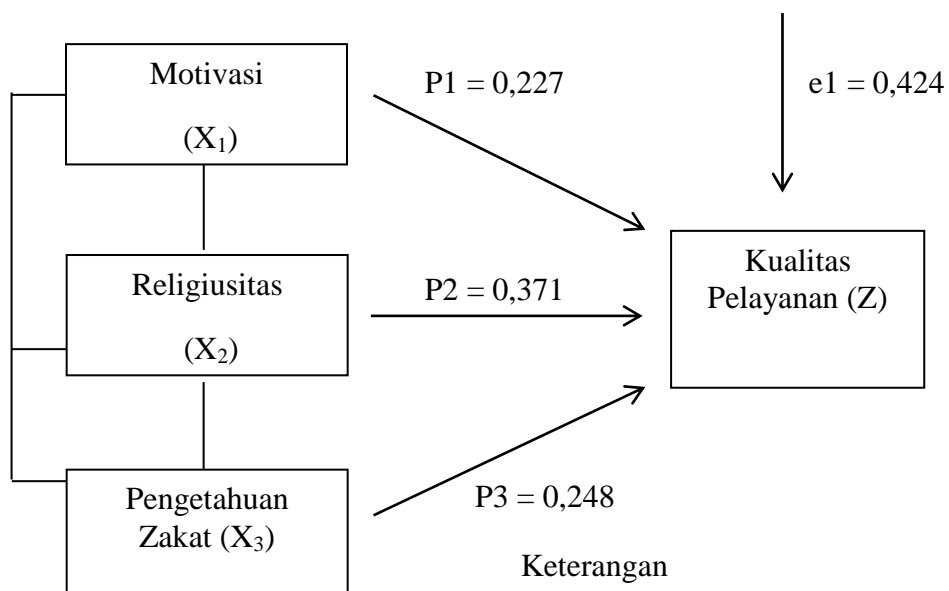 Motivasi
(X₁)
P1 = 0,227
e1 = 0,424
Religiusitas
(X₂)
P2 = 0,371
Kualitas
Pelayanan (Z)
Pengetahuan
Zakat (X₃)
P3 = 0,248
Keterangan